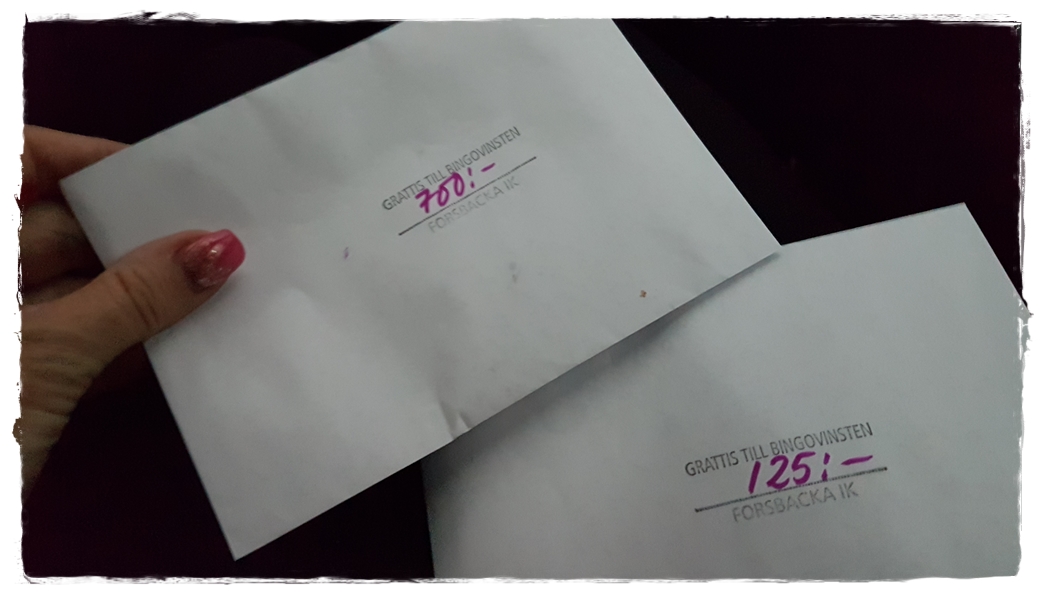 GRATTIS TILL BINGOVINSTEN
700:-
FORSBACKA IK
GRATTIS TILL BINGOVINSTEN
125:-
FORSBACKA IK